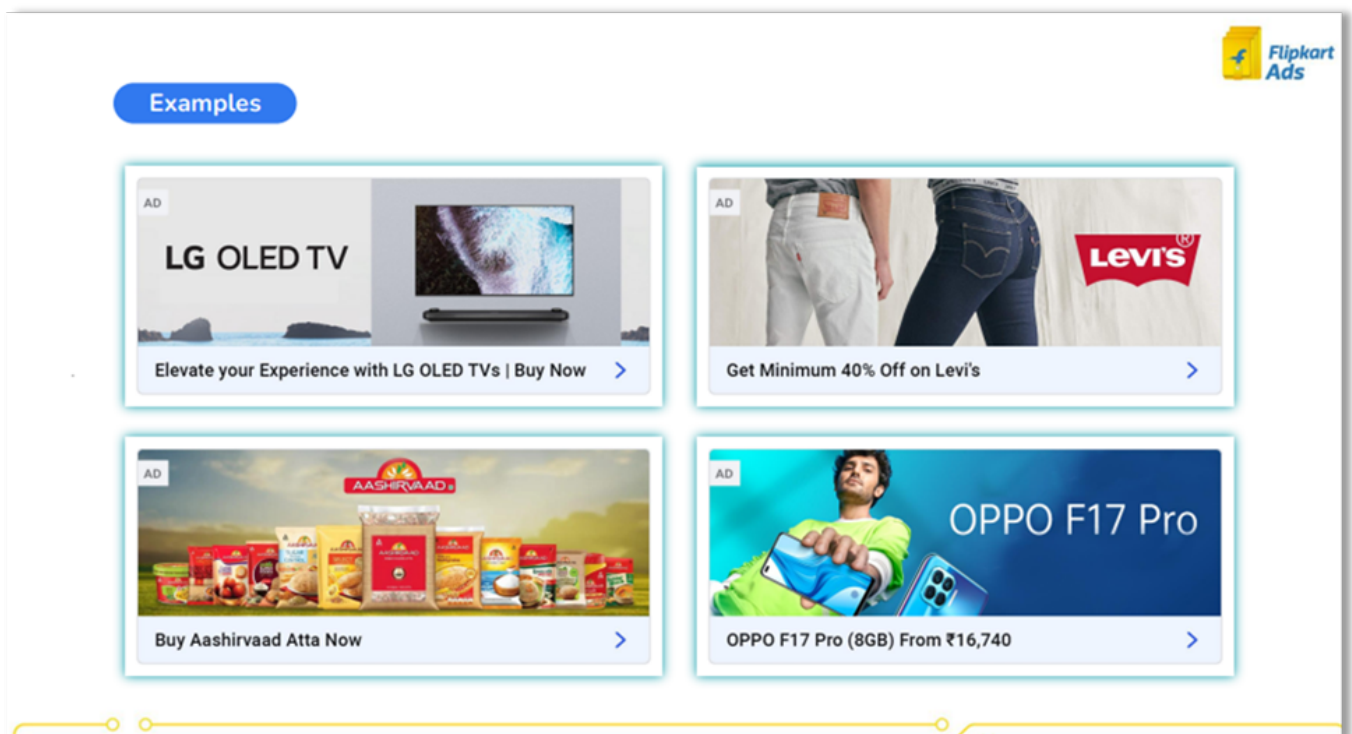 Flipkart
Ads
Examples
AD
LG OLED TV
Elevate your Experience with LG OLED TVs | Buy Now
AD
LEVI'S®
Get Minimum 40% Off on Levi's
AD
AASHIRVAAD
AASHIRVAAD
Buy Aashirvaad Atta Now
AD
OPPO F17 Pro
OPPO F17 Pro (8GB) From ₹16,740